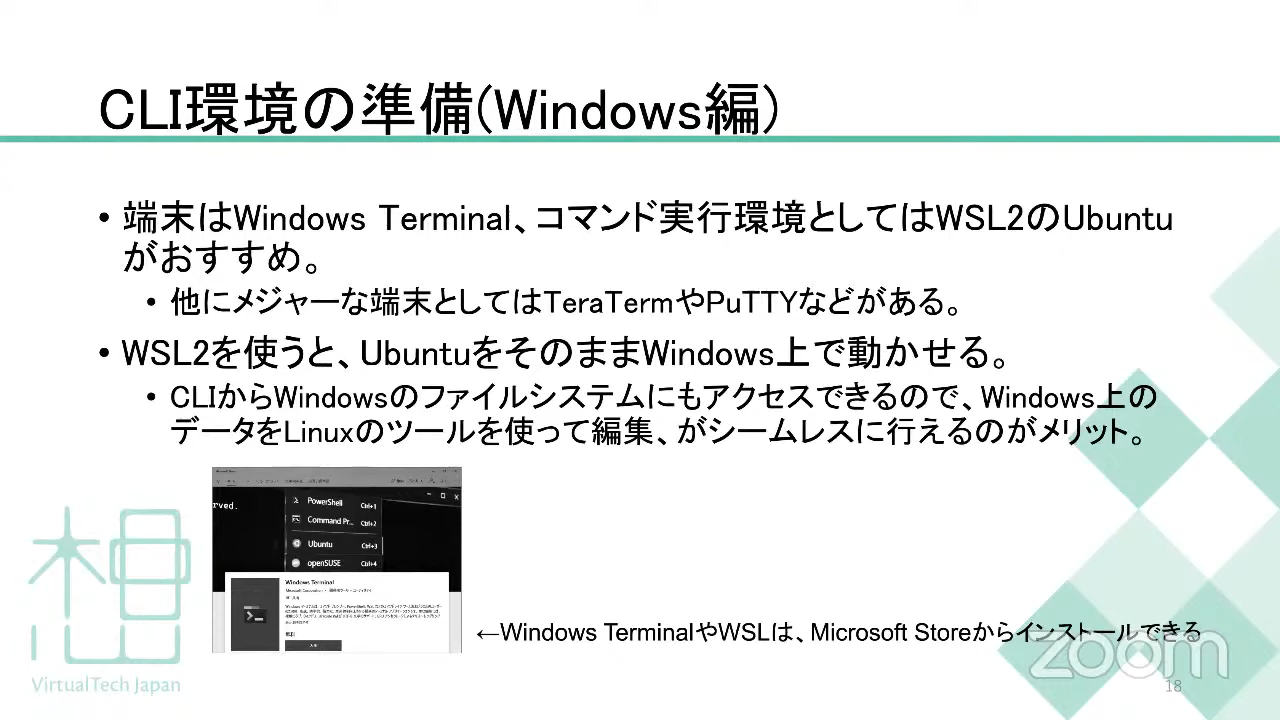 CLI環境の準備(Windows編)
• 端末はWindows Terminal、コマンド実行環境としてはWSL2のUbuntu
がおすすめ。
• 他にメジャーな端末としてはTeraTermやPuTTYなどがある。
• WSL2を使うと、UbuntuをそのままWindows上で動かせる。
• CLIからWindowsのファイルシステムにもアクセスできるので、Windows上の
データをLinuxのツールを使って編集、がシームレスに行えるのがメリット。
rved.
PowerShell Ctrl+1
Command Pr... Ctrl+2
Ubuntu Ctrl+3
openSUSE Ctrl+4
Windows Terminal
←Windows TerminalやWSLは、Microsoft Storeからインストールできる
VirtualTech Japan
zoom
18